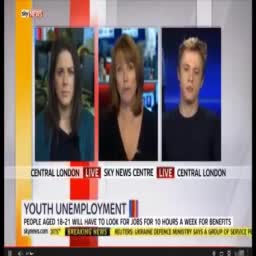 sky NEWS
CENTRAL LONDON LIVE SKY NEWS CENTRE LIVE CENTRAL LONDON
YOUTH UNEMPLOYMENT
PEOPLE AGED 18-21 WILL HAVE TO LOOK FOR JOBS FOR 10 HOURS A WEEK FOR BENEFITS
skynews.com BREAKING NEWS REUTERS: UKRAINE DEFENCE MINISTRY SAYS A GROUP OF SERVICE P